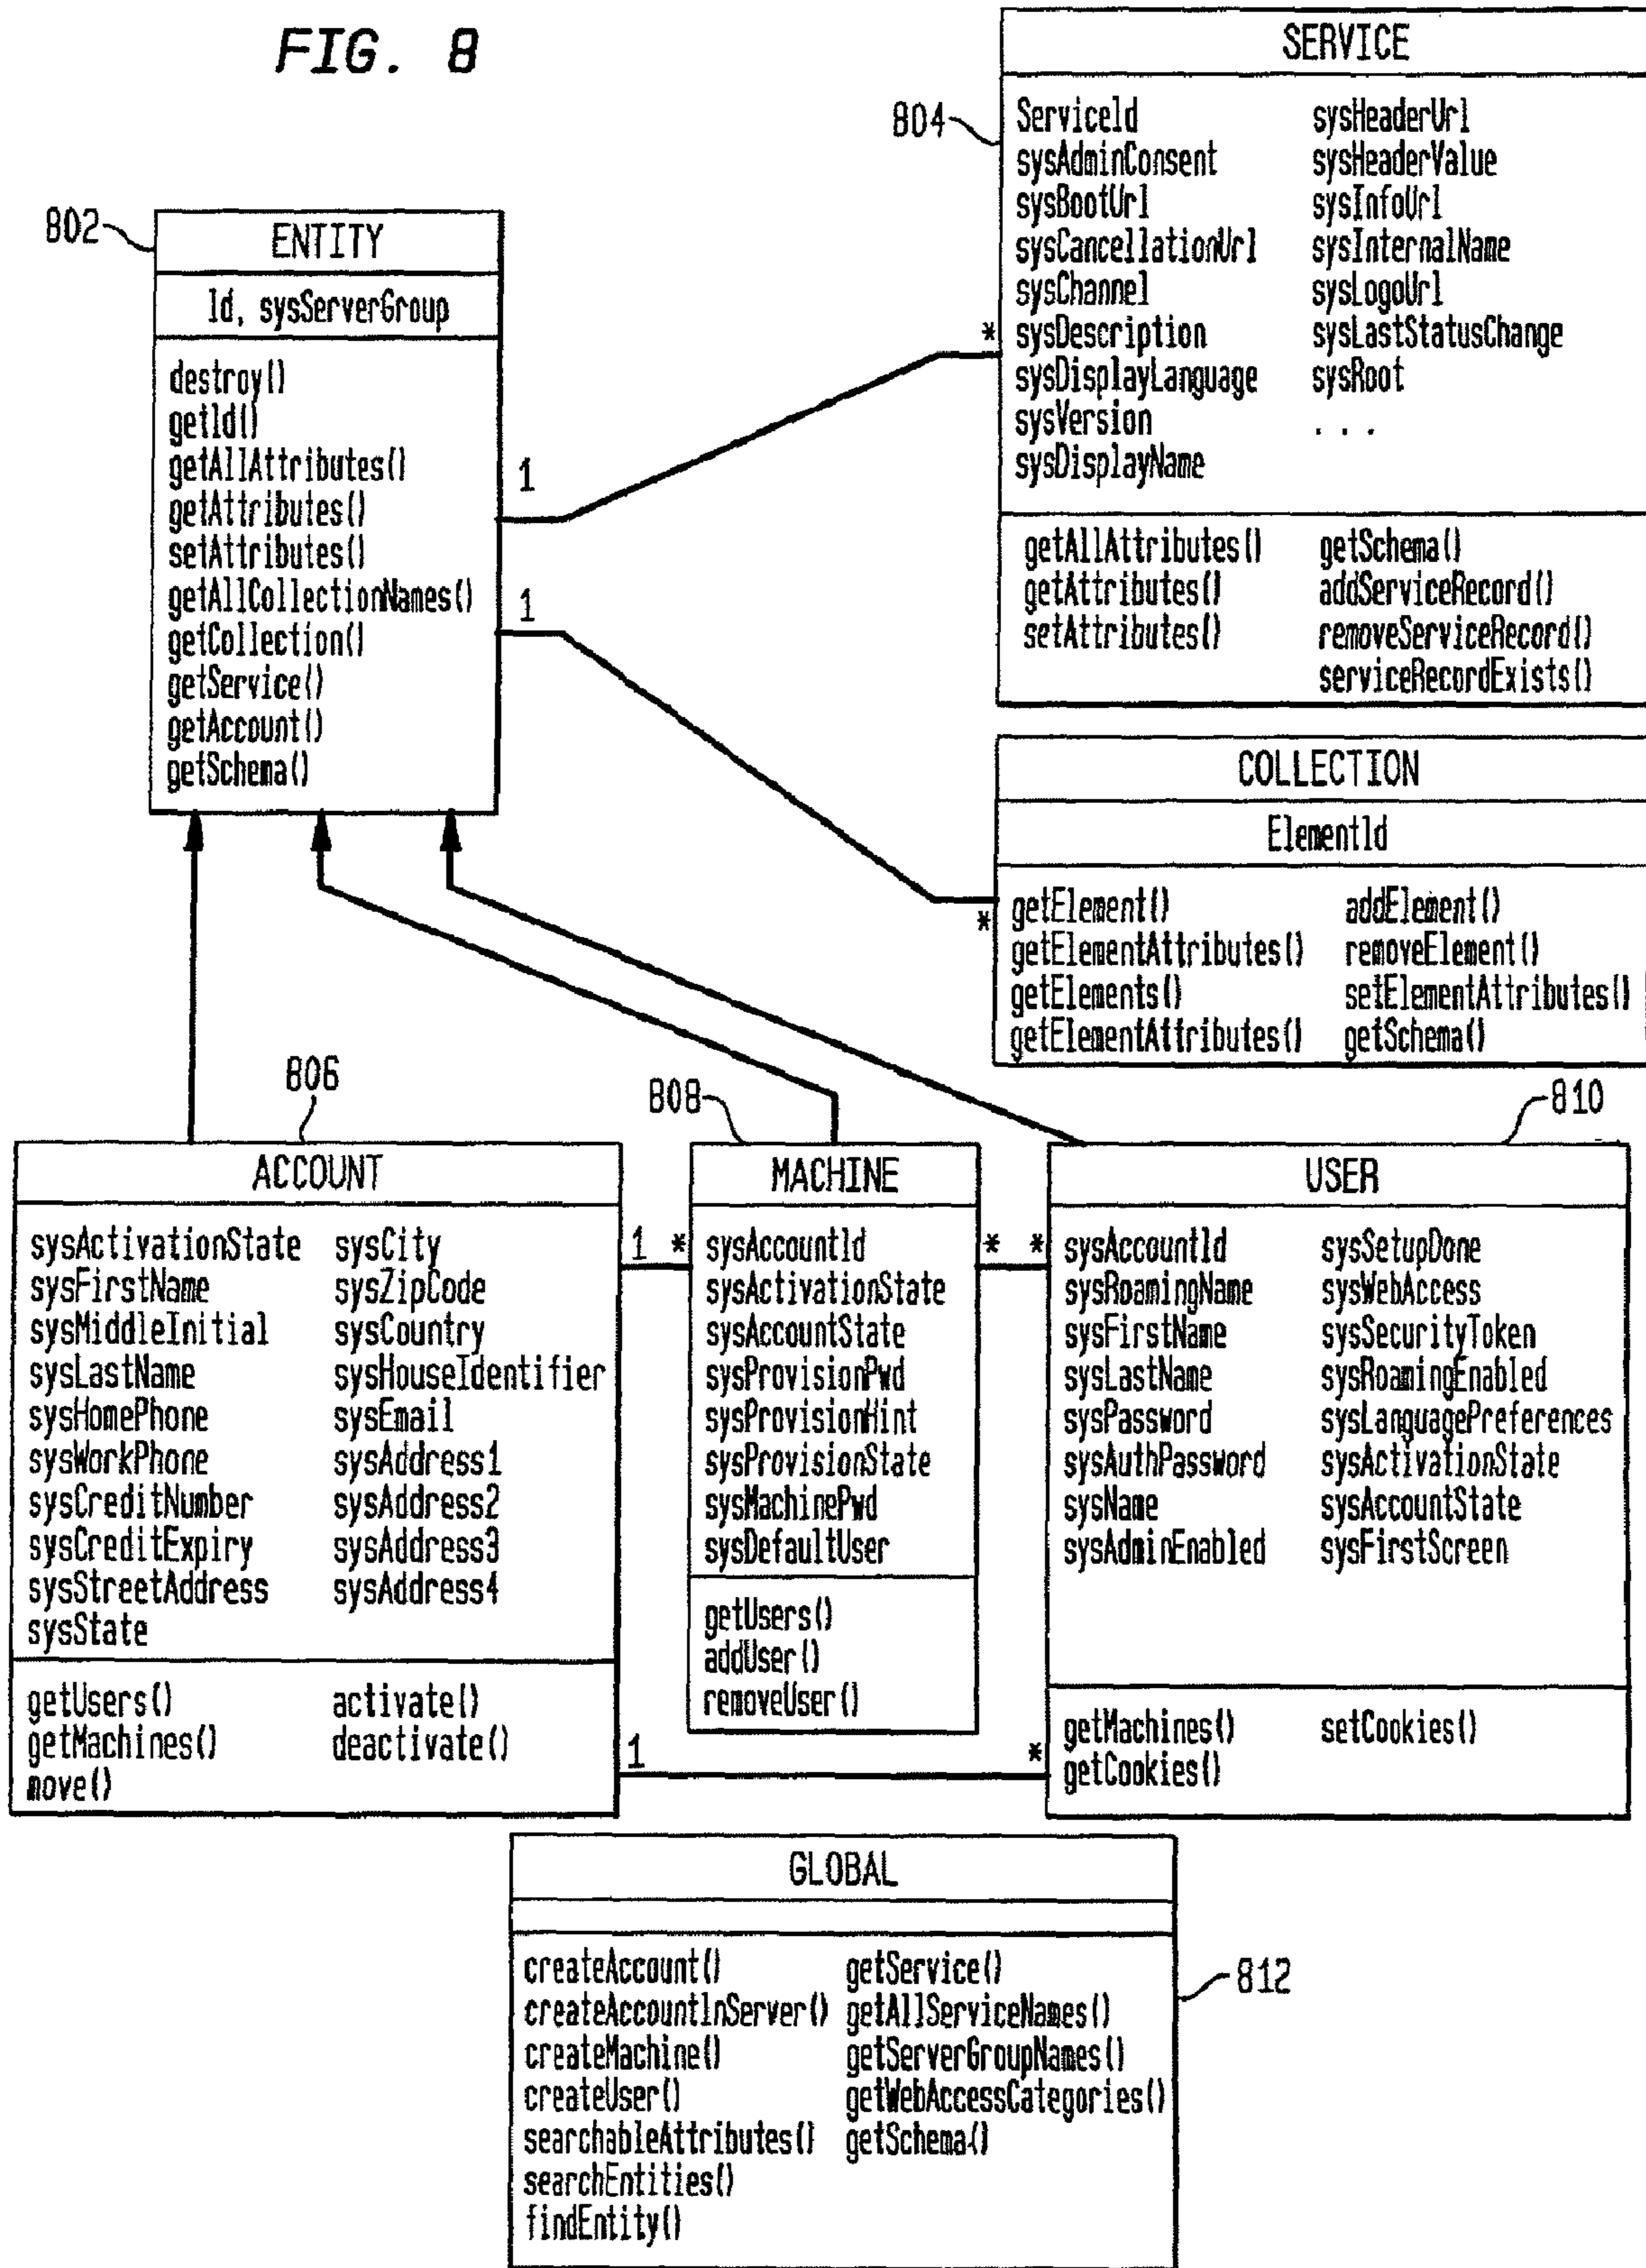 FIG. 8
802
ENTITY
Id, sysServerGroup
destroy()
getId()
getAllAttributes()
getAttributes()
setAttributes()
getAllCollectionNames()
getCollection()
getService()
getAccount()
getSchema()
1
1
804
SERVICE
ServiceId sysHeaderUrl
sysAdminConsent sysHeaderValue
sysBootUrl sysInfoUrl
sysCancellationUrl sysInternalName
sysChannel sysLogoUrl
* sysDescription sysLastStatusChange
sysDisplayLanguage sysRoot
sysVersion . . .
sysDisplayName
getAllAttributes() getSchema()
getAttributes() addServiceRecord()
setAttributes() removeServiceRecord()
serviceRecordExists()
COLLECTION
ElementId
* getElement() addElement()
getElementAttributes() removeElement()
getElements() setElementAttributes()
getElementAttributes() getSchema()
806
ACCOUNT
sysActivationState sysCity
sysFirstName sysZipCode
sysMiddleInitial sysCountry
sysLastName sysHouseIdentifier
sysHomePhone sysEmail
sysWorkPhone sysAddress1
sysCreditNumber sysAddress2
sysCreditExpiry sysAddress3
sysStreetAddress sysAddress4
sysState
getUsers() activate()
getMachines() deactivate()
move()
1 *
808
MACHINE
sysAccountId
sysActivationState
sysAccountState
sysProvisionPwd
sysProvisionHint
sysProvisionState
sysMachinePwd
sysDefaultUser
getUsers()
addUser()
removeUser()
* *
1 *
810
USER
sysAccountId sysSetupDone
sysRoamingName sysWebAccess
sysFirstName sysSecurityToken
sysLastName sysRoamingEnabled
sysPassword sysLanguagePreferences
sysAuthPassword sysActivationState
sysName sysAccountState
sysAdminEnabled sysFirstScreen
getMachines() setCookies()
getCookies()
GLOBAL
812
createAccount() getService()
createAccountInServer() getAllServiceNames()
createMachine() getServerGroupNames()
createUser() getWebAccessCategories()
searchableAttributes() getSchema()
searchEntities()
findEntity()